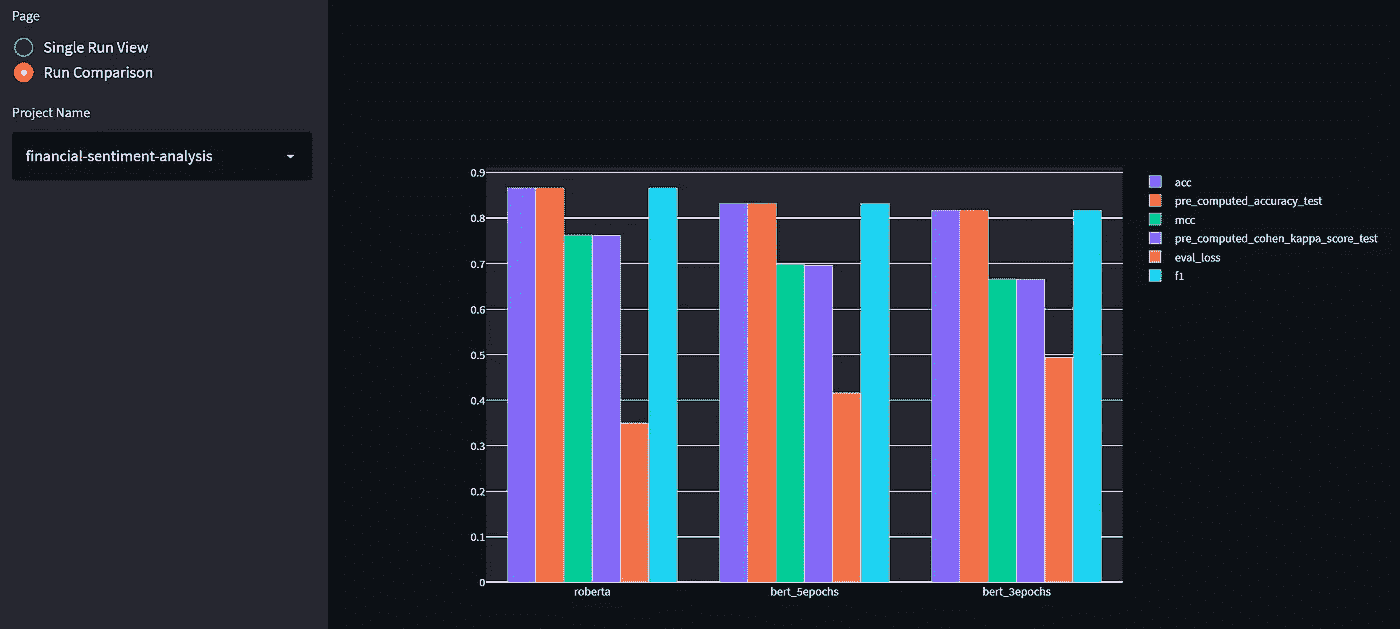 Page
Single Run View
Run Comparison
Project Name
financial-sentiment-analysis
0.9
0.8
0.7
0.6
0.5
0.4
0.3
0.2
0.1
0
roberta
bert_5epochs
bert_3epochs
acc
pre_computed_accuracy_test
mcc
pre_computed_cohen_kappa_score_test
eval_loss
f1